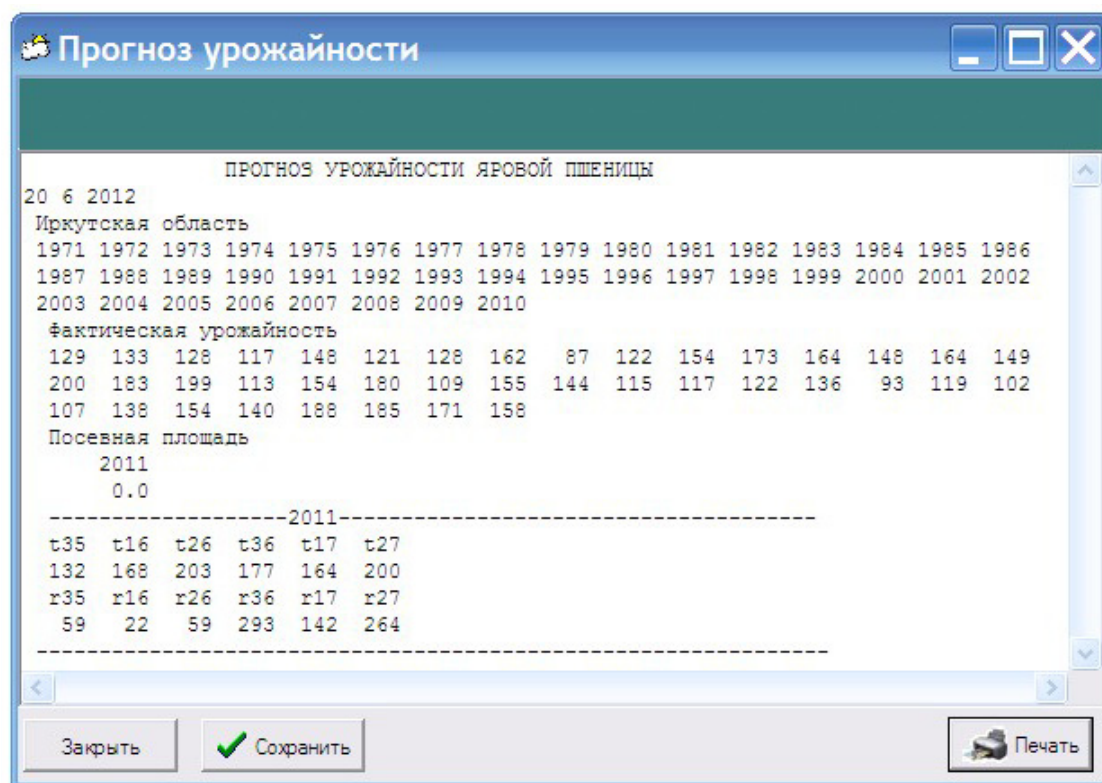 Прогноз урожайности
ПРОГНОЗ УРОЖАЙНОСТИ ЯРОВОЙ ПШЕНИЦЫ
20 6 2012
Иркутская область
1971 1972 1973 1974 1975 1976 1977 1978 1979 1980 1981 1982 1983 1984 1985 1986
1987 1988 1989 1990 1991 1992 1993 1994 1995 1996 1997 1998 1999 2000 2001 2002
2003 2004 2005 2006 2007 2008 2009 2010
Фактическая урожайность
129 133 128 117 148 121 128 162 87 122 154 173 164 148 164 149
200 183 199 113 154 180 109 155 144 115 117 122 136 93 119 102
107 138 154 140 188 185 171 158
Посевная площадь
2011
0.0
-------------------2011--------------------------------------
t35 t16 t26 t36 t17 t27
132 168 203 177 164 200
r35 r16 r26 r36 r17 r27
59 22 59 293 142 264
---------------------------------------------------------------
Закрыть Сохранить Печать